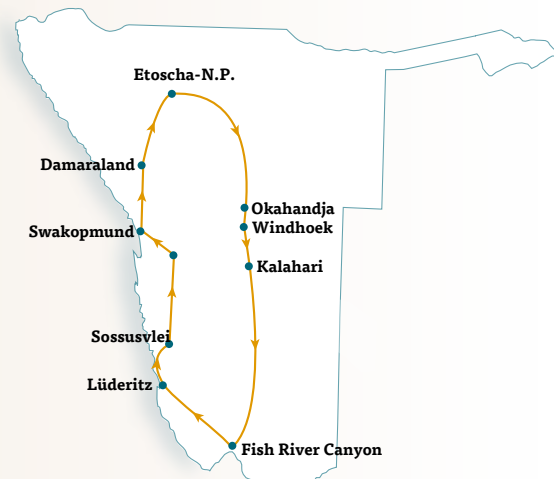 Etoscha-N.P.
Damaraland
Okahandja
Swakopmund
Windhoek
Kalahari
Sossusvlei
Lüderitz
Fish River Canyon